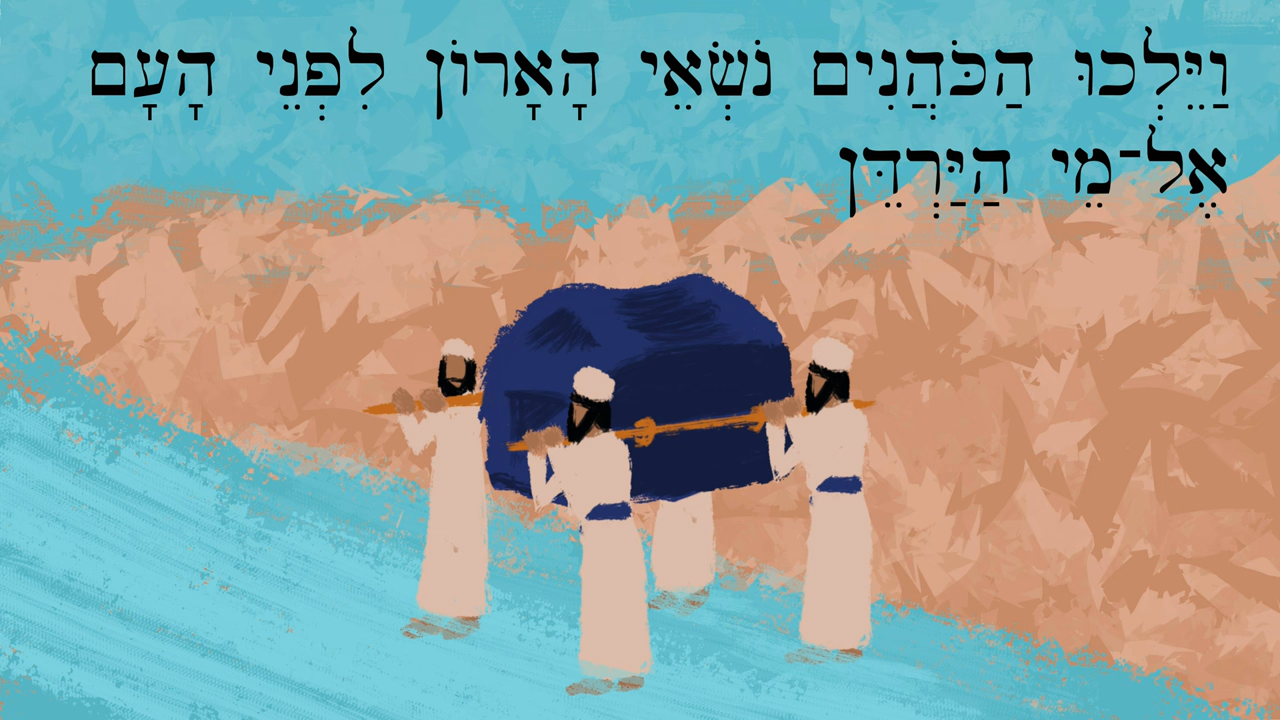 וַיֵּלְכוּ הַכֹּהֲנִים נֹשְׂאֵי הָאָרוֹן לִפְנֵי הָעָם
אֶל־מֵי הַיַּרְדֵּן